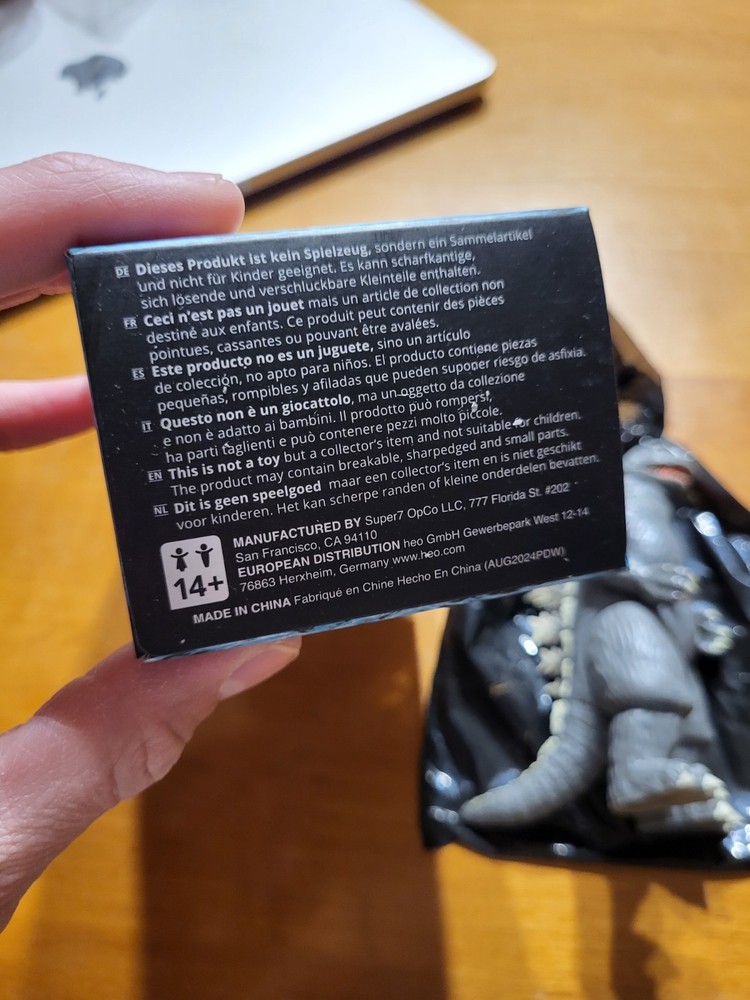 DE Dieses Produkt ist kein Spielzeug, sondern ein Sammelartikel
und nicht für Kinder geeignet. Es kann scharfkantige,
sich lösende und verschluckbare Kleinteile enthalten.
FR Ceci n'est pas un jouet mais un article de collection non
destiné aux enfants. Ce produit peut contenir des pièces
pointues, cassantes ou pouvant être avalées.
ES Este producto no es un juguete, sino un artículo
de colección, no apto para niños. El producto contiene piezas
pequeñas, rompibles y afiladas que pueden suponer riesgo de asfixia.
IT Questo non è un giocattolo, ma un oggetto da collezione
e non è adatto ai bambini. Il prodotto può rompersi,
ha parti taglienti e può contenere pezzi molto piccole.
EN This is not a toy but a collector's item and not suitable for children.
The product may contain breakable, sharpedged and small parts.
NL Dit is geen speelgoed maar een collector's item en is niet geschikt
voor kinderen. Het kan scherpe randen of kleine onderdelen bevatten.
14+
MANUFACTURED BY Super7 OpCo LLC, 777 Florida St. #202
San Francisco, CA 94110
EUROPEAN DISTRIBUTION heo GmbH Gewerbepark West 12-14
76863 Herxheim, Germany www.heo.com
MADE IN CHINA Fabriqué en Chine Hecho En China (AUG2024PDW)